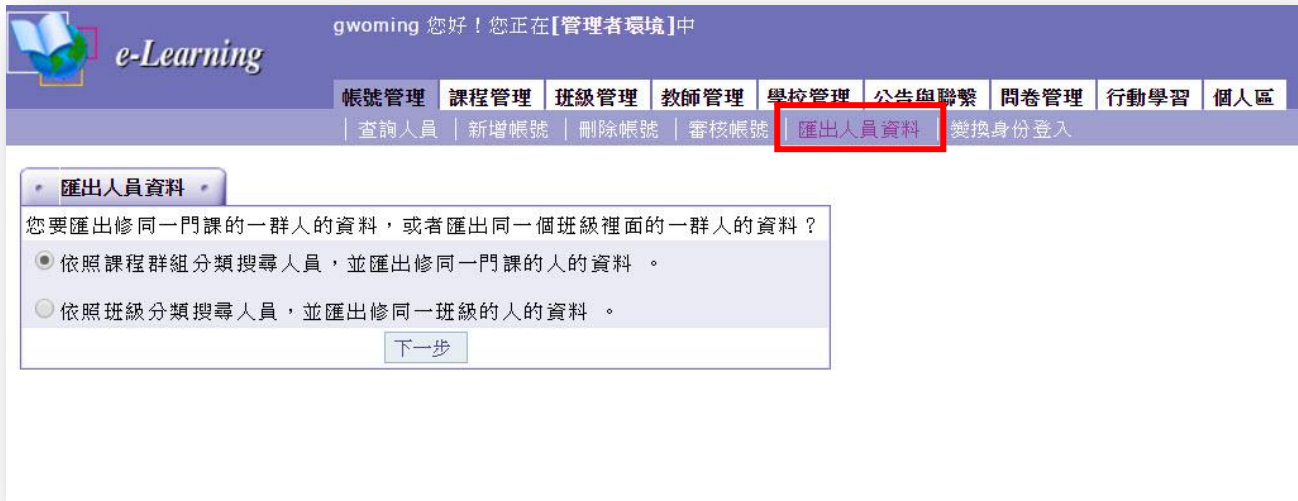 gwoming 您好！您正在[管理者環境]中
e-Learning
帳號管理 課程管理 班級管理 教師管理 學校管理 公告與聯繫 問卷管理 行動學習 個人區
| 查詢人員 | 新增帳號 | 刪除帳號 | 審核帳號 | 匯出人員資料 | 變換身份登入
· 匯出人員資料 ·
您要匯出修同一門課的一群人的資料，或者匯出同一個班級裡面的一群人的資料？
依照課程群組分類搜尋人員，並匯出修同一門課的人的資料 。
依照班級分類搜尋人員，並匯出修同一班級的人的資料 。
下一步